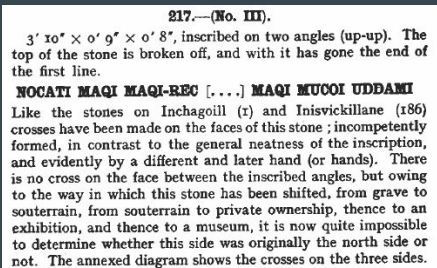 217.—(No. III).
3' 10" × 0' 9" × 0' 8", inscribed on two angles (up-up). The
top of the stone is broken off, and with it has gone the end of
the first line.
NOCATI MAQI MAQI-REC [....] MAQI MUCOI UDDAMI
Like the stones on Inchagoill (1) and Inisvickillane (186)
crosses have been made on the faces of this stone ; incompetently
formed, in contrast to the general neatness of the inscription,
and evidently by a different and later hand (or hands). There
is no cross on the face between the inscribed angles, but owing
to the way in which this stone has been shifted, from grave to
souterrain, from souterrain to private ownership, thence to an
exhibition, and thence to a museum, it is now quite impossible
to determine whether this side was originally the north side or
not. The annexed diagram shows the crosses on the three sides.